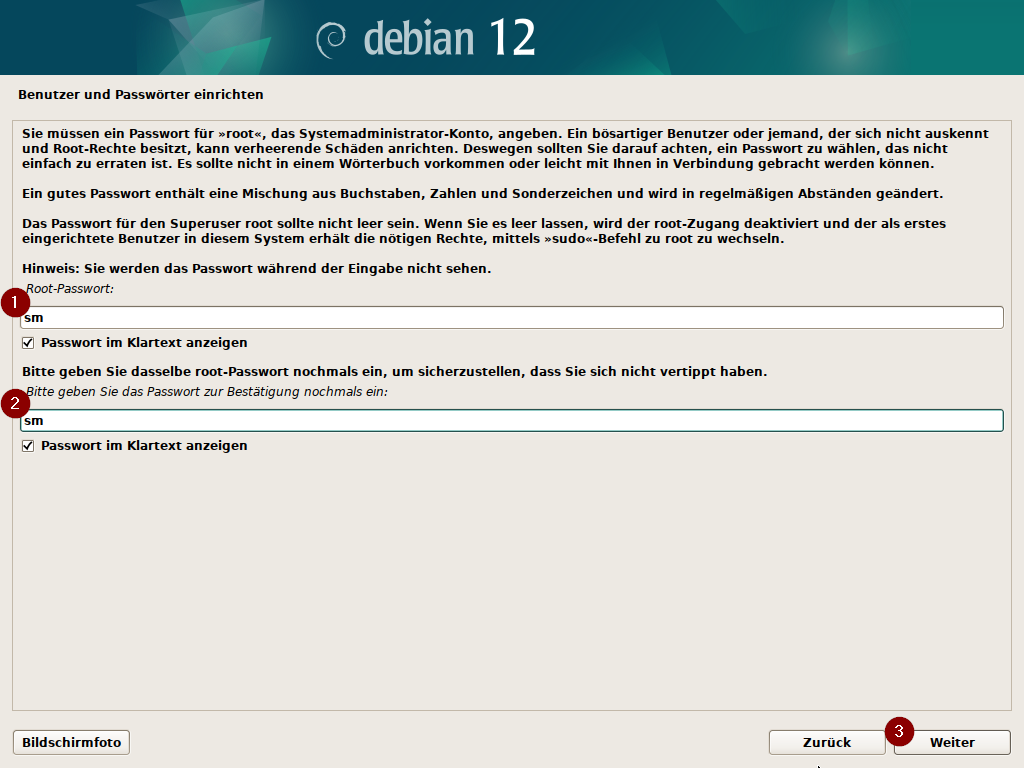 debian 12
Benutzer und Passwörter einrichten
Sie müssen ein Passwort für »root«, das Systemadministrator-Konto, angeben. Ein bösartiger Benutzer oder jemand, der sich nicht auskennt
und Root-Rechte besitzt, kann verheerende Schäden anrichten. Deswegen sollten Sie darauf achten, ein Passwort zu wählen, das nicht
einfach zu erraten ist. Es sollte nicht in einem Wörterbuch vorkommen oder leicht mit Ihnen in Verbindung gebracht werden können.
Ein gutes Passwort enthält eine Mischung aus Buchstaben, Zahlen und Sonderzeichen und wird in regelmäßigen Abständen geändert.
Das Passwort für den Superuser root sollte nicht leer sein. Wenn Sie es leer lassen, wird der root-Zugang deaktiviert und der als erstes
eingerichtete Benutzer in diesem System erhält die nötigen Rechte, mittels »sudo«-Befehl zu root zu wechseln.
Hinweis: Sie werden das Passwort während der Eingabe nicht sehen.
Root-Passwort:
1
sm
Passwort im Klartext anzeigen
Bitte geben Sie dasselbe root-Passwort nochmals ein, um sicherzustellen, dass Sie sich nicht vertippt haben.
Bitte geben Sie das Passwort zur Bestätigung nochmals ein:
2
sm
Passwort im Klartext anzeigen
Bildschirmfoto
Zurück
3
Weiter